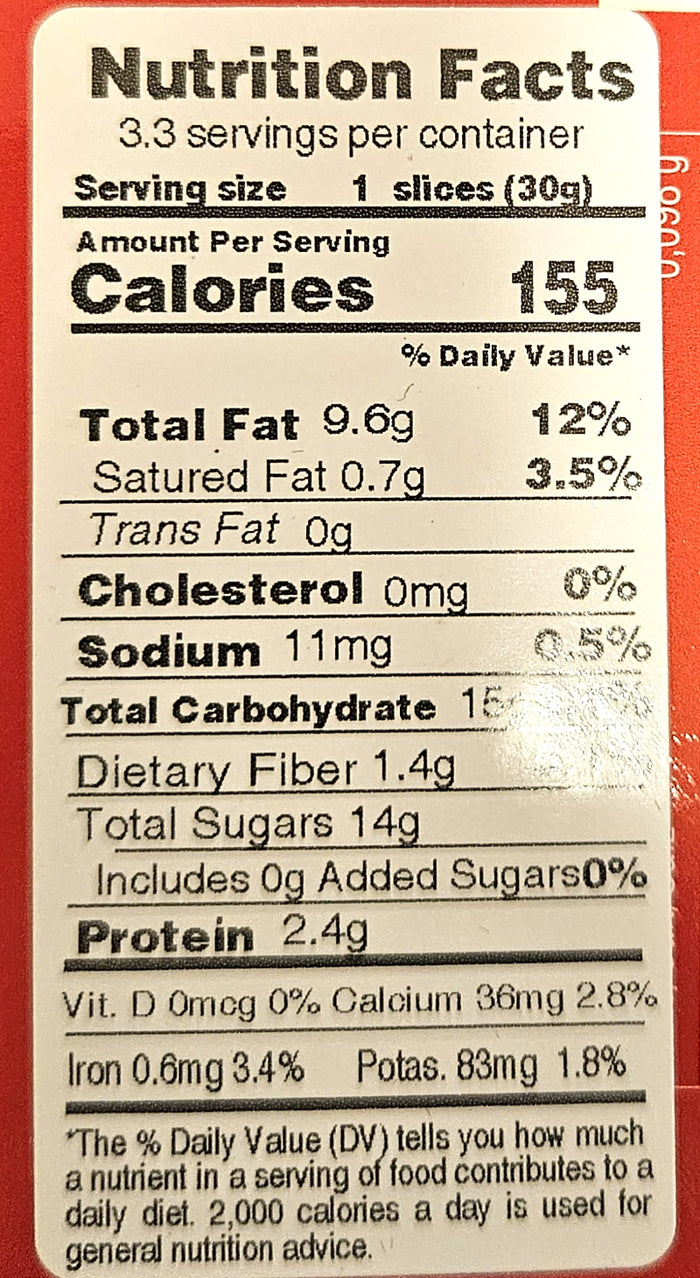 Nutrition Facts
3.3 servings per container
Serving size 1 slices (30g)
Amount Per Serving
Calories 155
% Daily Value*
Total Fat 9.6g 12%
Satured Fat 0.7g 3.5%
Trans Fat 0g
Cholesterol 0mg 0%
Sodium 11mg 0.5%
Total Carbohydrate
Dietary Fiber 1.4g
Total Sugars 14g
Includes 0g Added Sugars 0%
Protein 2.4g
Vit. D 0mcg 0% Calcium 36mg 2.8%
Iron 0.6mg 3.4% Potas. 83mg 1.8%
*The % Daily Value (DV) tells you how much
a nutrient in a serving of food contributes to a
daily diet. 2,000 calories a day is used for
general nutrition advice.